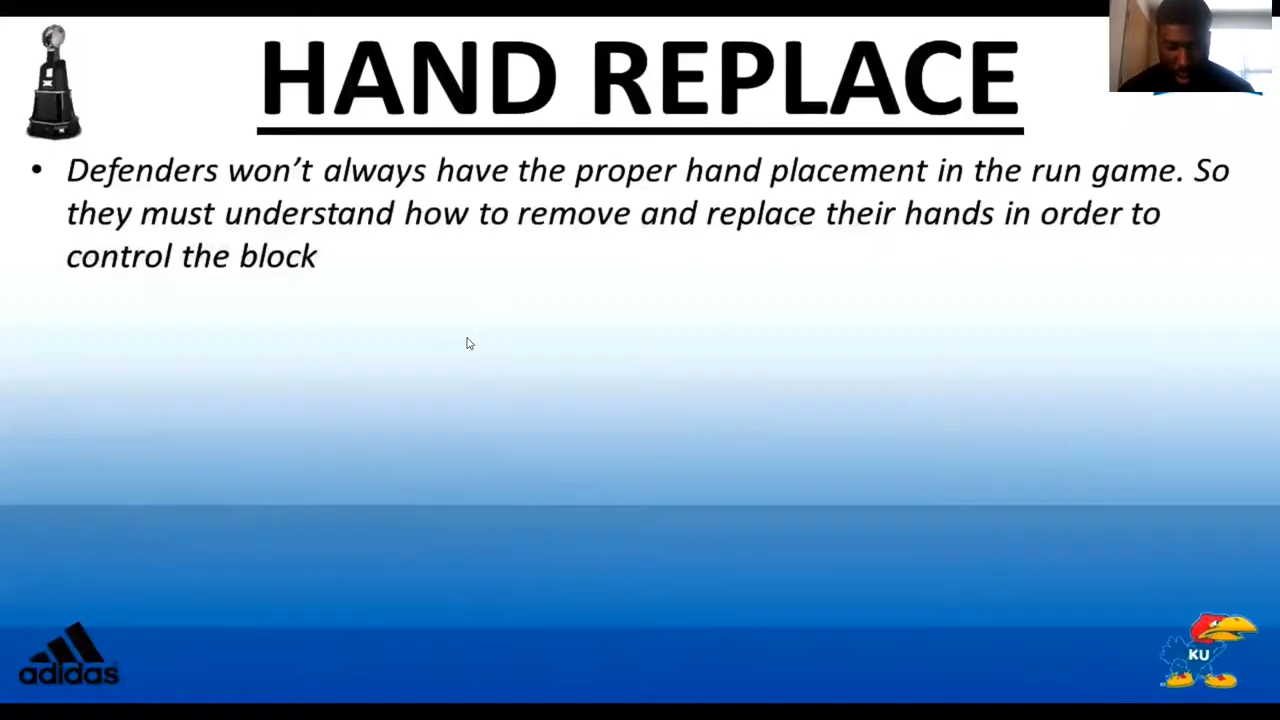 HAND REPLACE
• Defenders won't always have the proper hand placement in the run game. So
they must understand how to remove and replace their hands in order to
control the block
adidas
KU